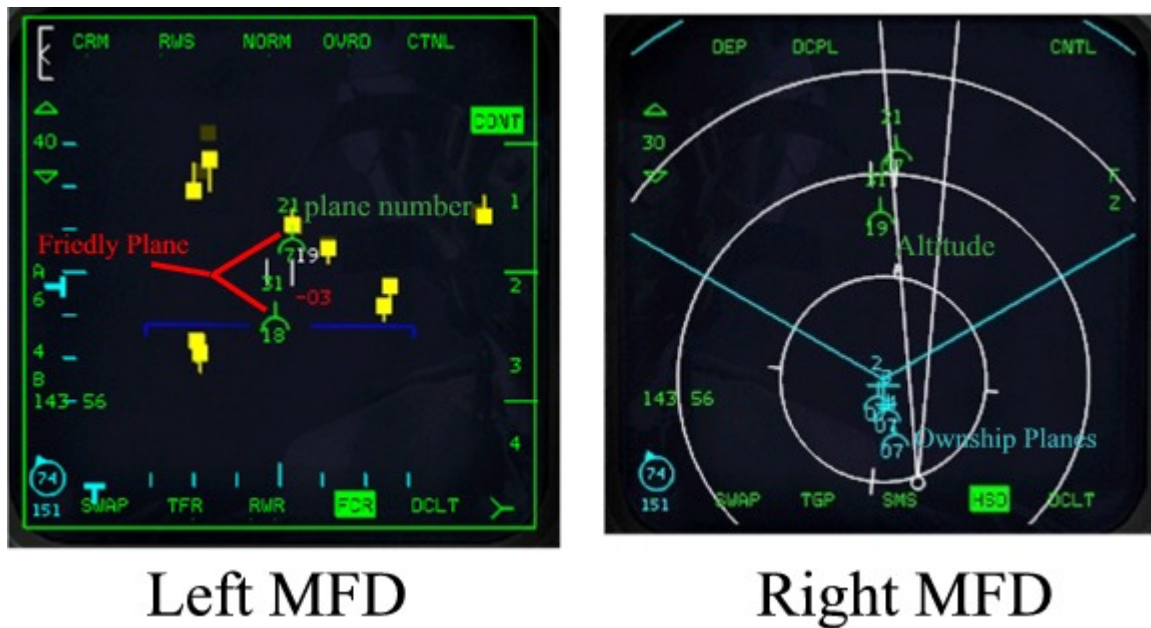 CRM RWS NORM OVRD CTNL
CONT
40
21 plane number
1
Friedly Plane
19
A
6
31
-03
2
18
4
B
3
143 56
4
74
151
SWAP TFR RWR FCR DCLT
Left MFD
DEP DCPL CNTL
21
30
F
Z
19
Altitude
2
143 56
07
Ownship Planes
74
151
SWAP TGP SMS HSD DCLT
Right MFD